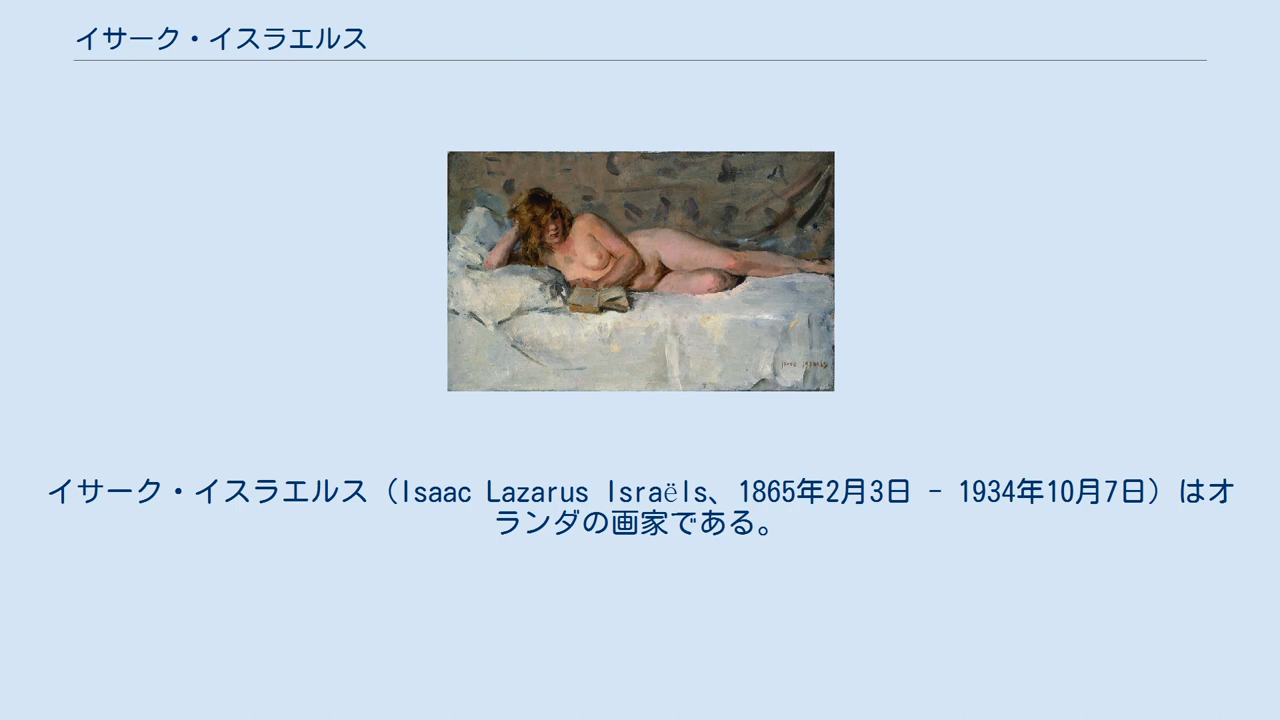 イサーク・イスラエルス
イサーク・イスラエルス（Isaac Lazarus Israëls、1865年2月3日 - 1934年10月7日）はオ
ランダの画家である。